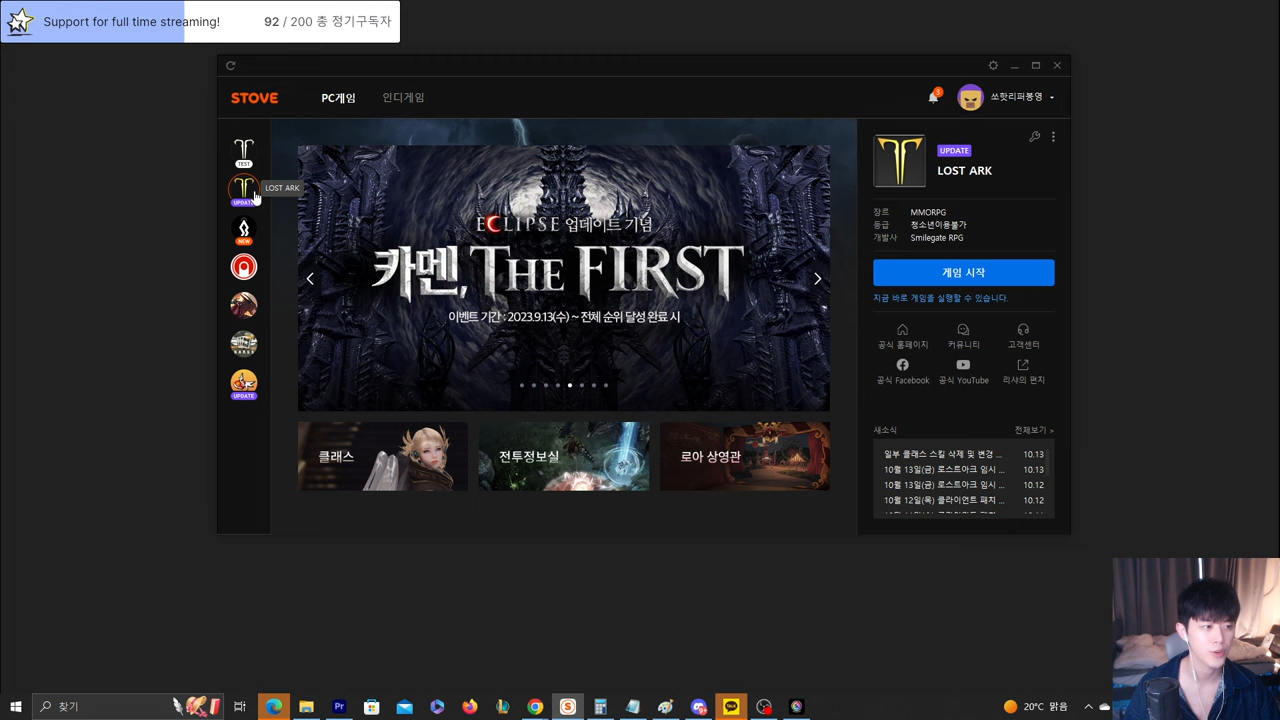 Support for full time streaming! 92 / 200 총 정기구독자
STOVE PC게임 인디게임
3
쏘핫리퍼퐁영
TEST
LOST ARK
UPDATE
NEW
UPDATE
ECLIPSE 업데이트 기념
카멘, THE FIRST
이벤트 기간 : 2023.9.13(수) ~ 전체 순위 달성 완료 시
클래스
전투정보실
로아 상영관
UPDATE
LOST ARK
장르 MMORPG
등급 청소년이용불가
개발사 Smilegate RPG
게임 시작
지금 바로 게임을 실행할 수 있습니다.
공식 홈페이지 커뮤니티 고객센터
공식 Facebook 공식 YouTube 리샤의 편지
새소식 전체보기 >
일부 클래스 스킬 삭제 및 변경 ... 10.13
10월 13일(금) 로스트아크 임시 ... 10.13
10월 13일(금) 로스트아크 임시 ... 10.12
10월 12일(목) 클라이언트 패치 ... 10.12
찾기
Pr
S
TALK
20°C 맑음